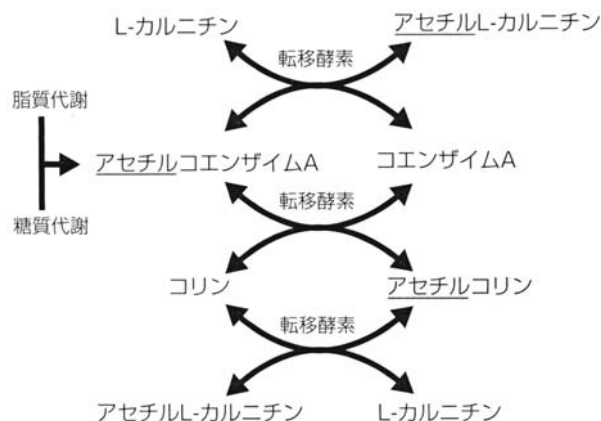 L-カルニチン
アセチルL-カルニチン
転移酵素
脂質代謝
アセチルコエンザイムA
コエンザイムA
糖質代謝
転移酵素
コリン
アセチルコリン
転移酵素
アセチルL-カルニチン
L-カルニチン